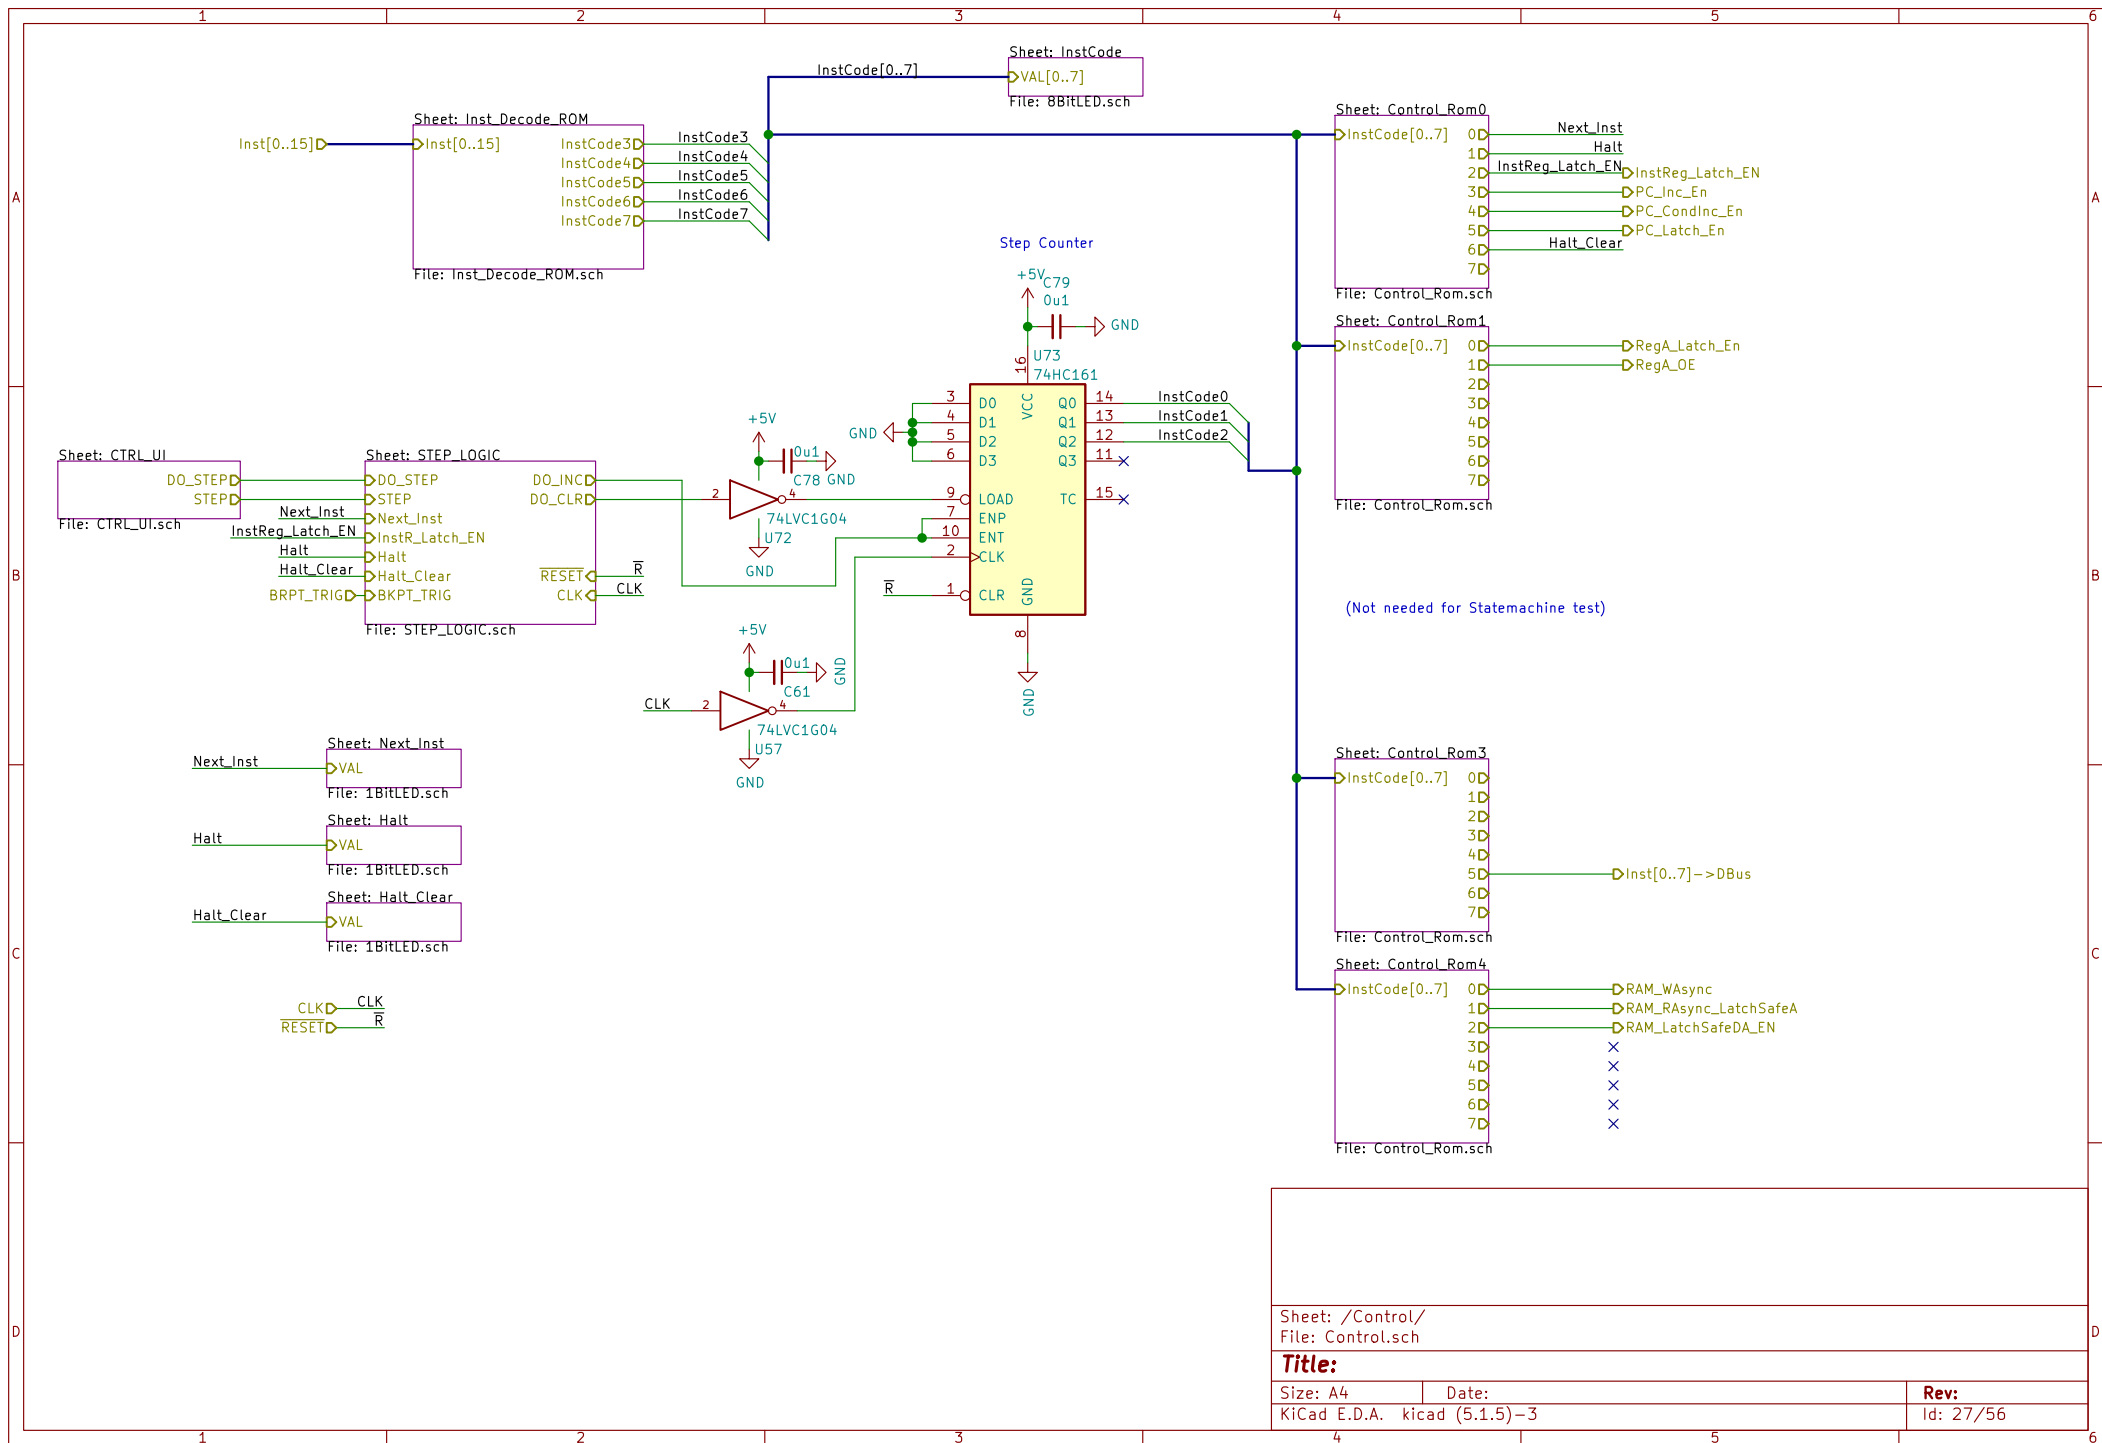 1 2 3 4 5 6
Sheet: InstCode
InstCode[0..7]
VAL[0..7]
File: 8BitLED.sch
Sheet: Inst_Decode_ROM
Inst[0..15] Inst[0..15]
InstCode3 InstCode3
InstCode4 InstCode4
InstCode5 InstCode5
InstCode6 InstCode6
InstCode7 InstCode7
File: Inst_Decode_ROM.sch
Sheet: Control_Rom0
InstCode[0..7]
0 Next_Inst
1 Halt
2 InstReg_Latch_EN InstReg_Latch_EN
3 PC_Inc_En
4 PC_CondInc_En
5 PC_Latch_En
6 Halt_Clear
7
File: Control_Rom.sch
A A
Sheet: Control_Rom1
InstCode[0..7]
0 RegA_Latch_En
1 RegA_OE
2
3
4
5
6
7
File: Control_Rom.sch
Step Counter
+5V
C79
0u1
GND
U73
74HC161
16
VCC
3 D0 Q0 14 InstCode0
4 D1 Q1 13 InstCode1
5 D2 Q2 12 InstCode2
6 D3 Q3 11
GND
9 LOAD TC 15
7 ENP
10 ENT
2 CLK
R 1 CLR
GND
8
GND
Sheet: CTRL_UI
DO_STEP
STEP
File: CTRL_UI.sch
Sheet: STEP_LOGIC
DO_STEP DO_INC
STEP DO_CLR
Next_Inst Next_Inst
InstReg_Latch_EN InstR_Latch_EN
Halt Halt
Halt_Clear Halt_Clear RESET R
BRPT_TRIG BKPT_TRIG CLK CLK
File: STEP_LOGIC.sch
+5V
0u1
C78 GND
2 4
74LVC1G04
U72
GND
+5V
0u1
GND
C61
CLK 2 4
74LVC1G04
U57
GND
B B
(Not needed for Statemachine test)
Sheet: Next_Inst
Next_Inst VAL
File: 1BitLED.sch
Sheet: Halt
Halt VAL
File: 1BitLED.sch
Sheet: Halt_Clear
Halt_Clear VAL
File: 1BitLED.sch
CLK CLK
RESET R
Sheet: Control_Rom3
InstCode[0..7]
0
1
2
3
4
5 Inst[0..7]->DBus
6
7
File: Control_Rom.sch
C C
Sheet: Control_Rom4
InstCode[0..7]
0 RAM_WAsync
1 RAM_RAsync_LatchSafeA
2 RAM_LatchSafeDA_EN
3
4
5
6
7
File: Control_Rom.sch
D D
Sheet: /Control/
File: Control.sch
Title:
Size: A4 Date: Rev:
KiCad E.D.A. kicad (5.1.5)-3 Id: 27/56
1 2 3 4 5 6